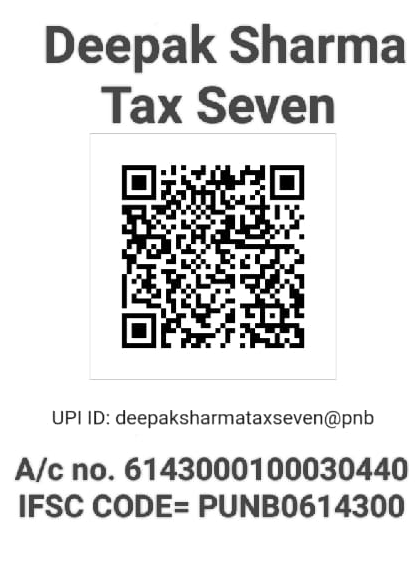 Deepak Sharma
Tax Seven
UPI ID: deepaksharmataxseven@pnb
A/c no. 6143000100030440
IFSC CODE= PUNB0614300